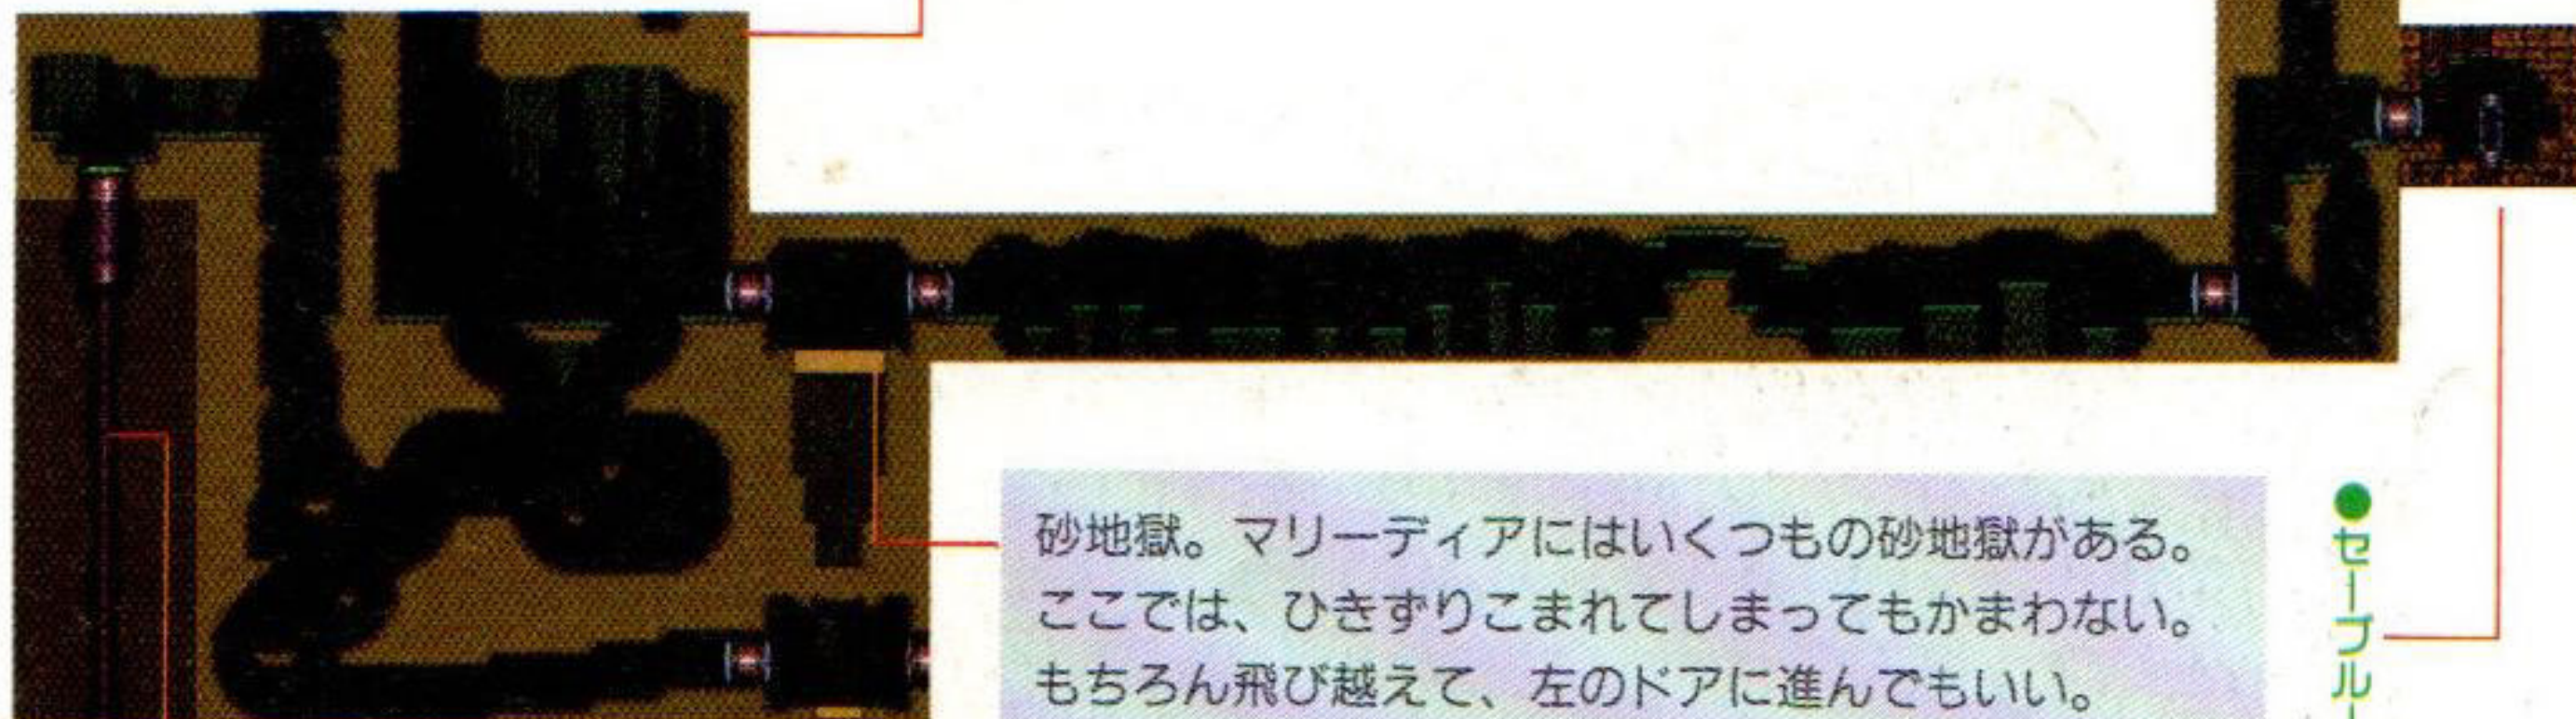 砂地獄。マリーディアにはいくつもの砂地獄がある。
ここでは、ひきずりこまれてしまってもかまわない。
もちろん飛び越えて、左のドアに進んでもいい。
●セーブルー